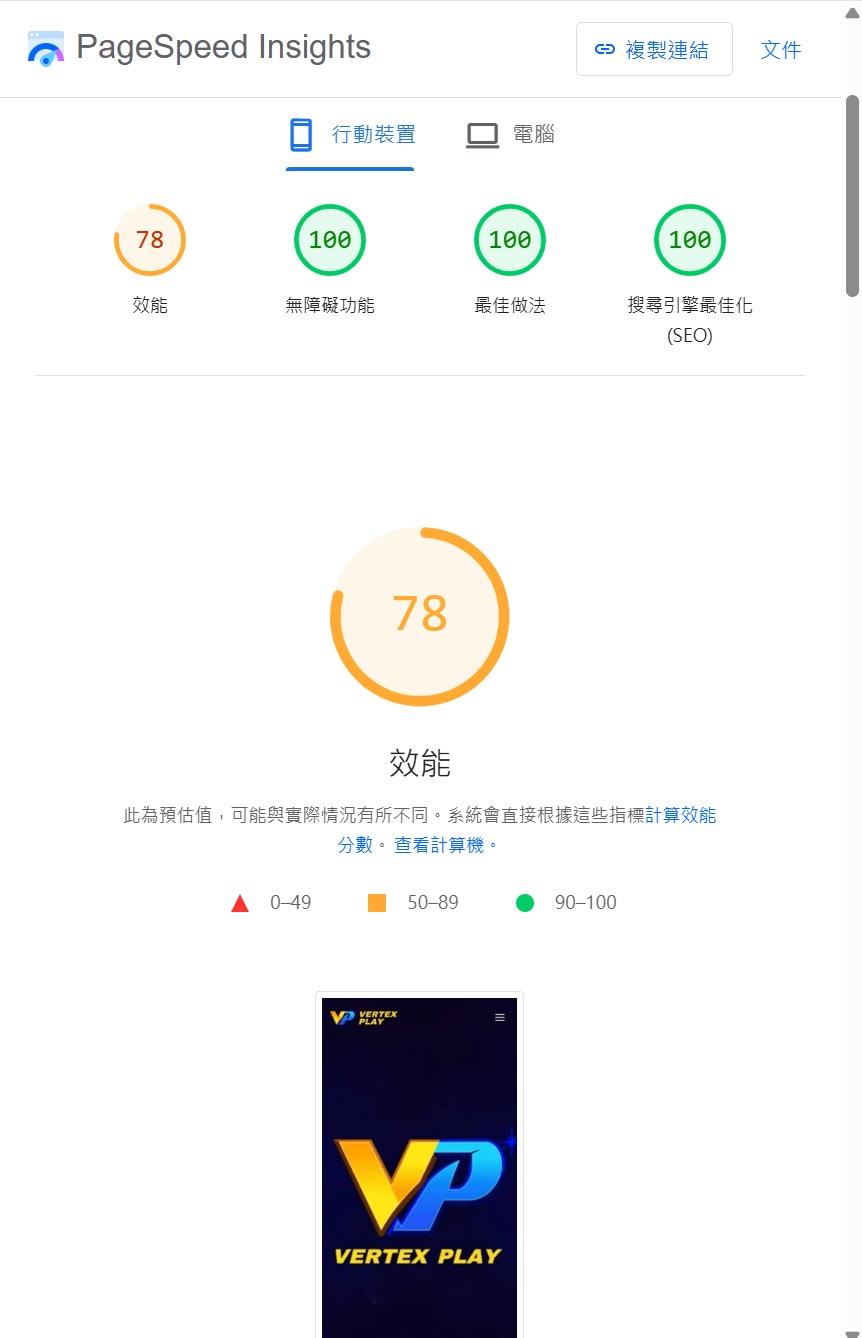 PageSpeed Insights
複製連結
文件
行動裝置
電腦
78
100
100
100
效能
無障礙功能
最佳做法
搜尋引擎最佳化
(SEO)
78
效能
此為預估值，可能與實際情況有所不同。系統會直接根據這些指標計算效能
分數。查看計算機。
0–49
50–89
90–100
VP VERTEX
PLAY
VP
VERTEX PLAY